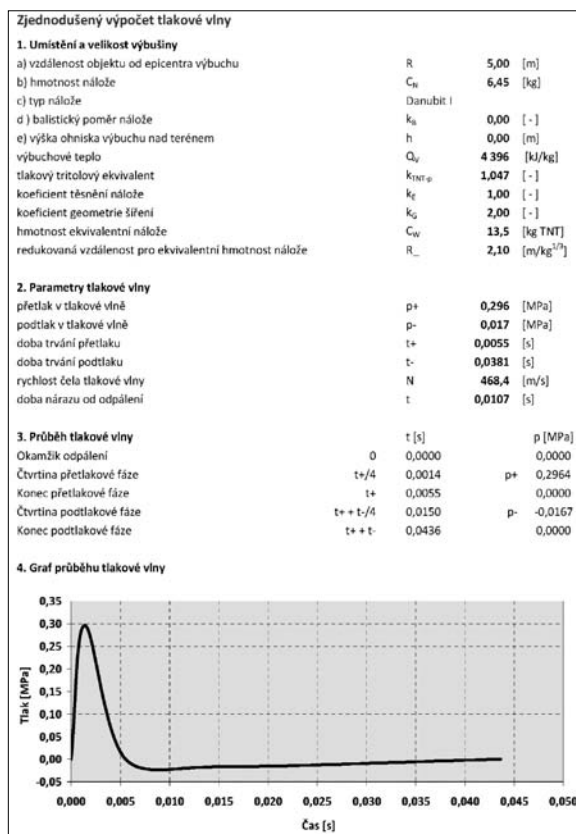 Zjednodušený výpočet tlakové vlny
1. Umístění a velikost výbušiny
a) vzdálenost objektu od epicentra výbuchu R 5,00 [m]
b) hmotnost nálože C_N 6,45 [kg]
c) typ nálože Danubit I
d ) balistický poměr nálože k_B 0,00 [ - ]
e) výška ohniska výbuchu nad terénem h 0,00 [m]
výbuchové teplo Q_V 4 396 [kJ/kg]
tlakový tritolový ekvivalent k_TNT-p 1,047 [ - ]
koeficient těsnění nálože k_E 1,00 [ - ]
koeficient geometrie šíření k_G 2,00 [ - ]
hmotnost ekvivalentní nálože C_W 13,5 [kg TNT]
redukovaná vzdálenost pro ekvivalentní hmotnost nálože R_ 2,10 [m/kg^1/3]
2. Parametry tlakové vlny
přetlak v tlakové vlně p+ 0,296 [MPa]
podtlak v tlakové vlně p- 0,017 [MPa]
doba trvání přetlaku t+ 0,0055 [s]
doba trvání podtlaku t- 0,0381 [s]
rychlost čela tlakové vlny N 468,4 [m/s]
doba nárazu od odpálení t 0,0107 [s]
3. Průběh tlakové vlny t [s] p [MPa]
Okamžik odpálení 0 0,0000 0,0000
Čtvrtina přetlakové fáze t+/4 0,0014 p+ 0,2964
Konec přetlakové fáze t+ 0,0055 0,0000
Čtvrtina podtlakové fáze t+ + t-/4 0,0150 p- -0,0167
Konec podtlakové fáze t+ + t- 0,0436 0,0000
4. Graf průběhu tlakové vlny
Tlak [MPa]
0,35
0,30
0,25
0,20
0,15
0,10
0,05
0,00
-0,05
0,000 0,005 0,010 0,015 0,020 0,025 0,030 0,035 0,040 0,045 0,050
Čas [s]